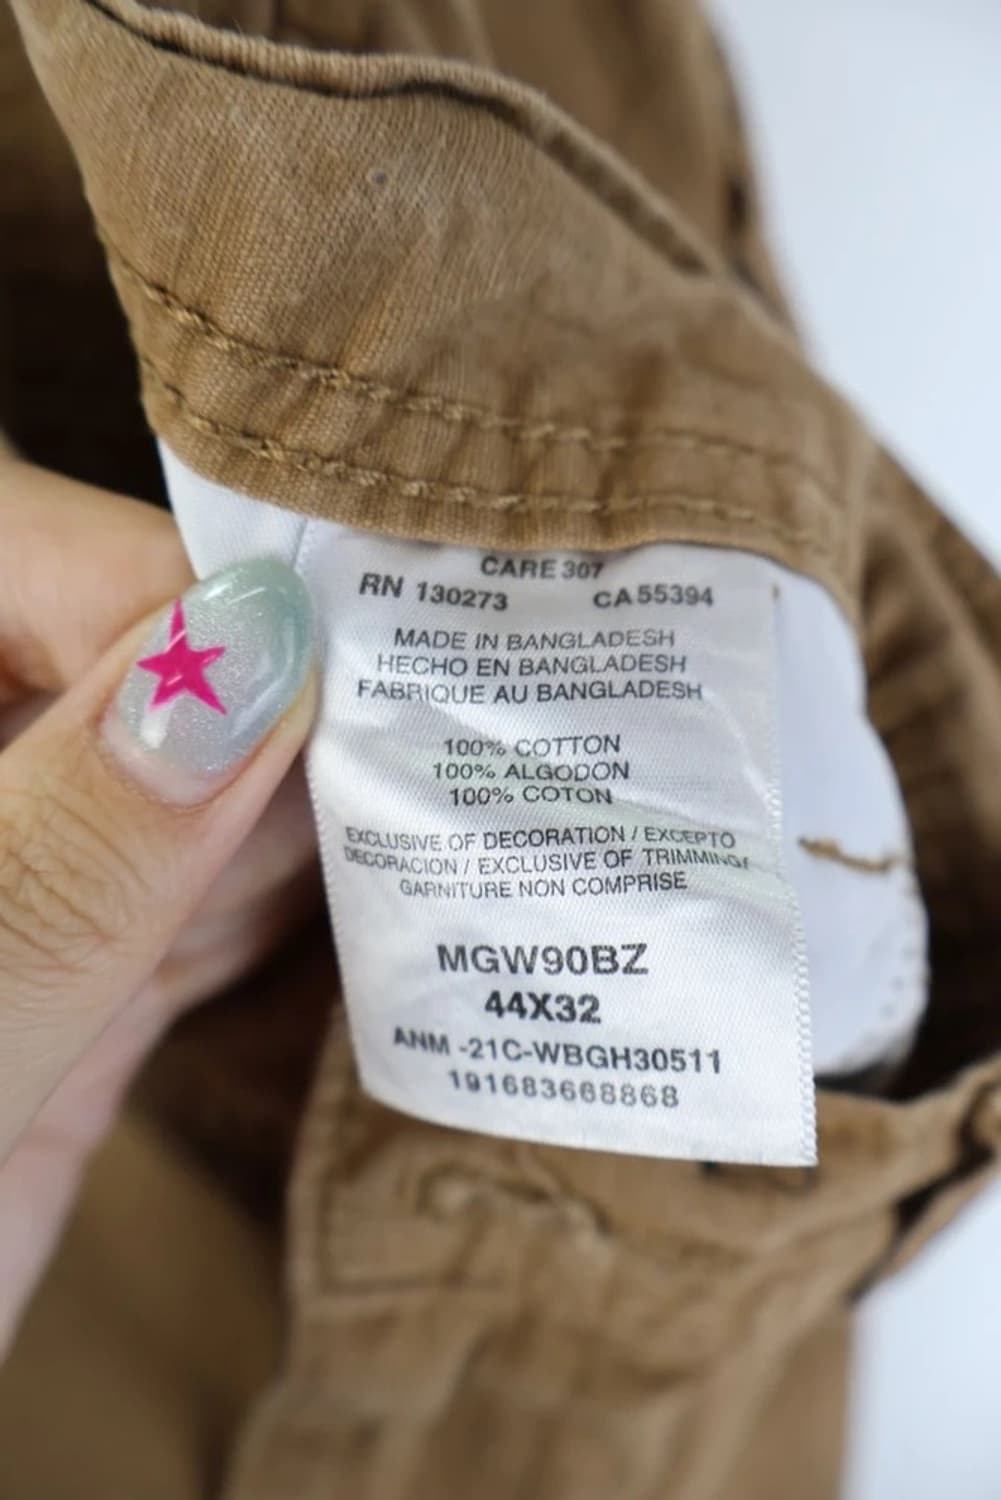 CARE 307
RN 130273 CA 55394
MADE IN BANGLADESH
HECHO EN BANGLADESH
FABRIQUE AU BANGLADESH
100% COTTON
100% ALGODON
100% COTON
EXCLUSIVE OF DECORATION / EXCEPTO
DECORACION / EXCLUSIVE OF TRIMMING/
GARNITURE NON COMPRISE
MGW90BZ
44X32
ANM -21C-WBGH30511
191683668868